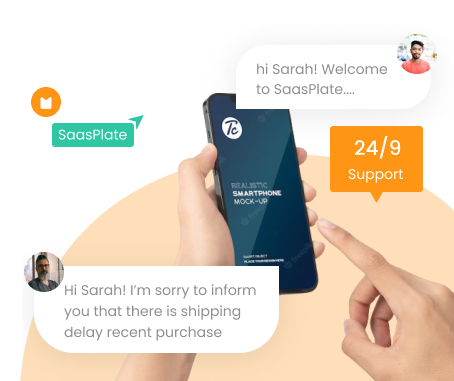 hi Sarah! Welcome
to SaasPlate....
SaasPlate
Tc
24/9
Support
REALISTIC
SMARTPHONE
MOCK-UP
Hi Sarah! I'm sorry to inform
you that there is shipping
delay recent purchase